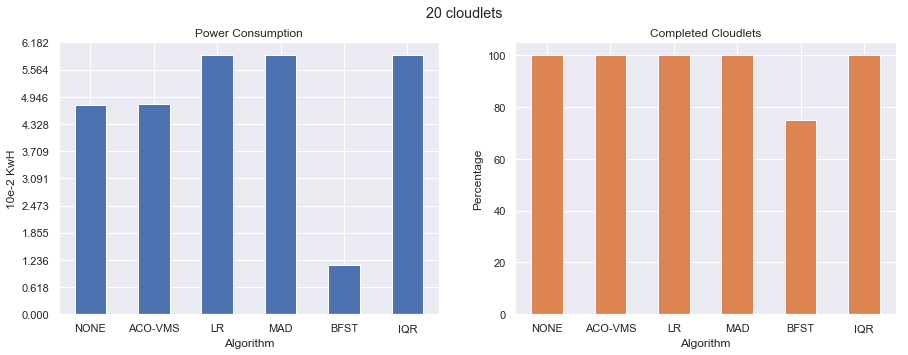 20 cloudlets
Power Consumption
10e-2 KwH
6.182
5.564
4.946
4.328
3.709
3.091
2.473
1.855
1.236
0.618
0.000
NONE ACO-VMS LR MAD BFST IQR
Algorithm
Completed Cloudlets
Percentage
100
80
60
40
20
0
NONE ACO-VMS LR MAD BFST IQR
Algorithm